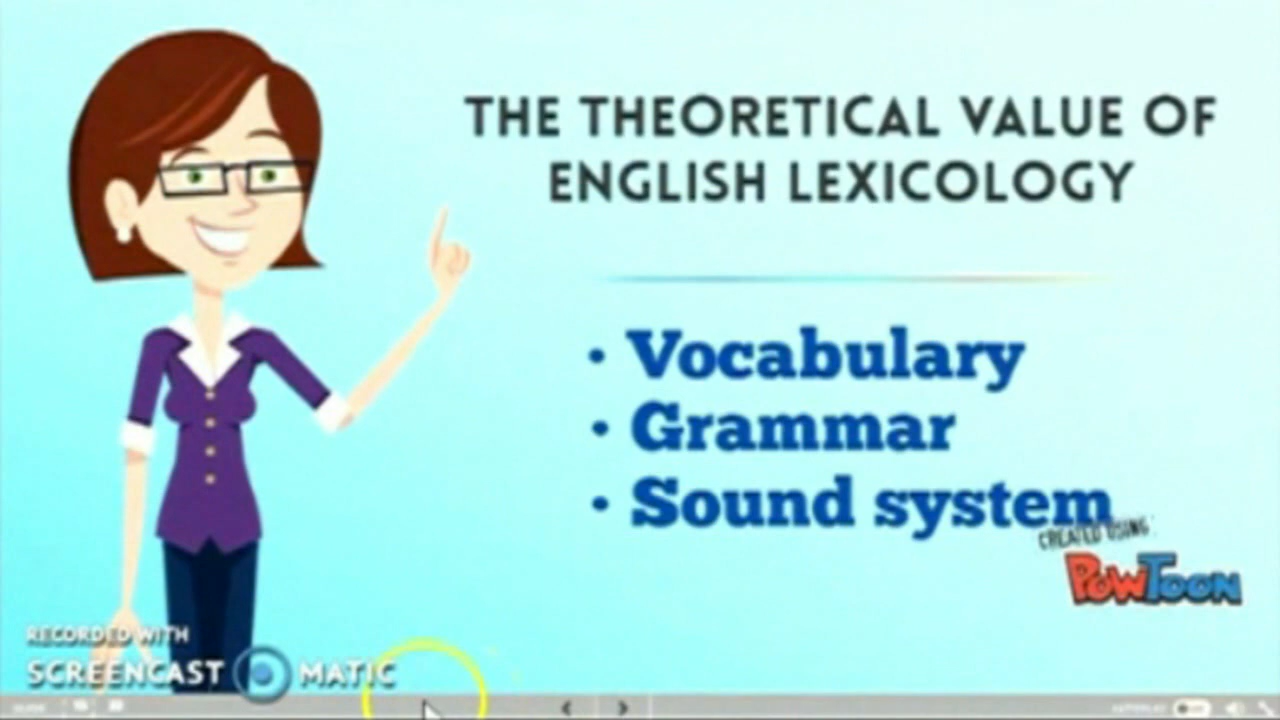 THE THEORETICAL VALUE OF
ENGLISH LEXICOLOGY
• Vocabulary
• Grammar
• Sound system
CREATED USING
POWTOON
RECORDED WITH
SCREENCAST MATIC